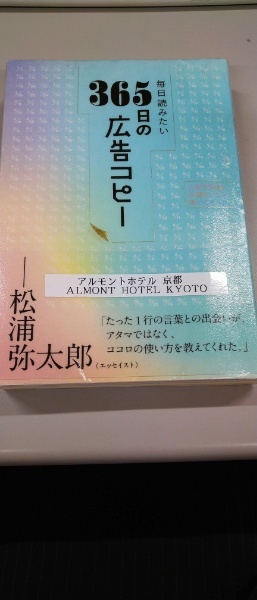 毎日読みたい
365日の
広告コピー
アルモントホテル 京都
ALMONT HOTEL KYOTO
「たった1行の言葉との出会いが、
アタマではなく、
ココロの使い方を教えてくれた。」
—松浦
弥太郎
(エッセイスト)